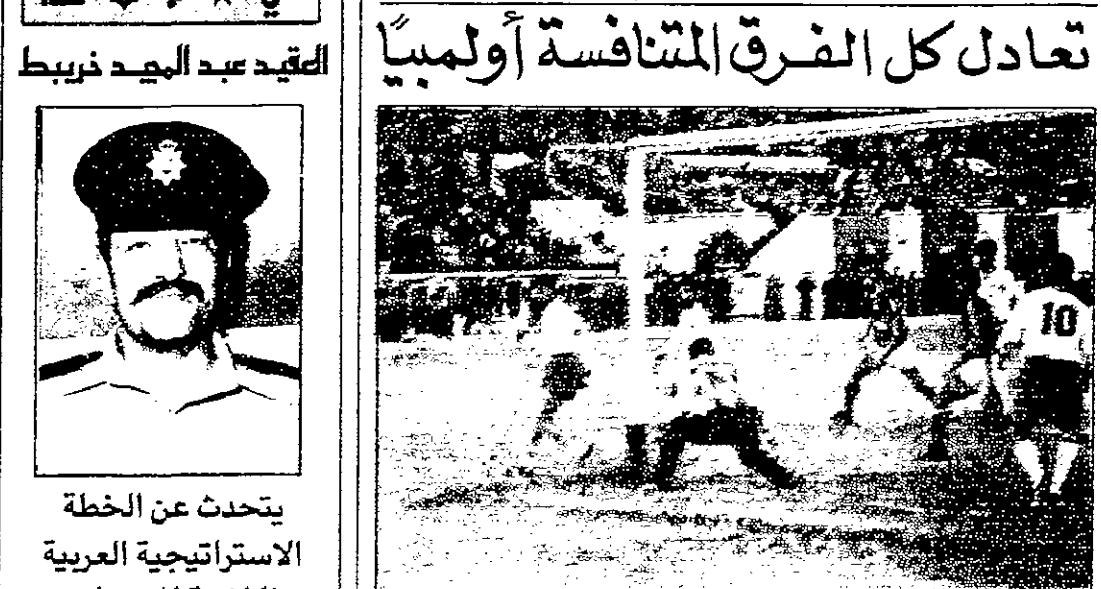 تعادل كل الفرق المتنافسة أولمبيًا
10
العقيد عبد المجيد خريبط
يتحدث عن الخطة
الاستراتيجية العربية